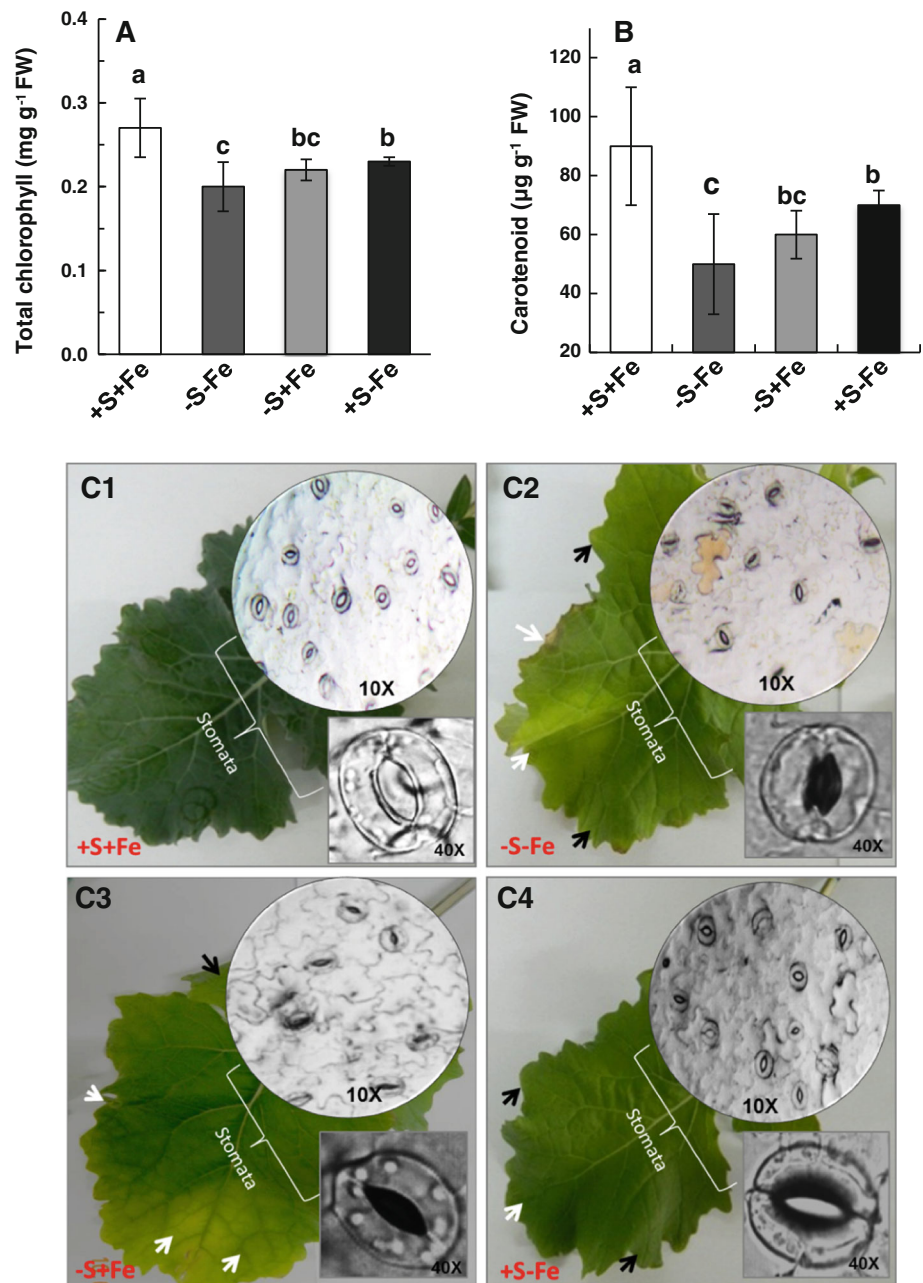 A
Total chlorophyll (mg g⁻¹ FW)
0.4
0.3
0.2
0.1
0.0
a
c
bc
b
+S+Fe
-S-Fe
-S+Fe
+S-Fe
B
Carotenoid (µg g⁻¹ FW)
120
100
80
60
40
20
a
c
bc
b
+S+Fe
-S-Fe
-S+Fe
+S-Fe
C1
10X
Stomata
+S+Fe
40X
C2
10X
Stomata
-S-Fe
40X
C3
10X
Stomata
-S+Fe
40X
C4
10X
Stomata
+S-Fe
40X